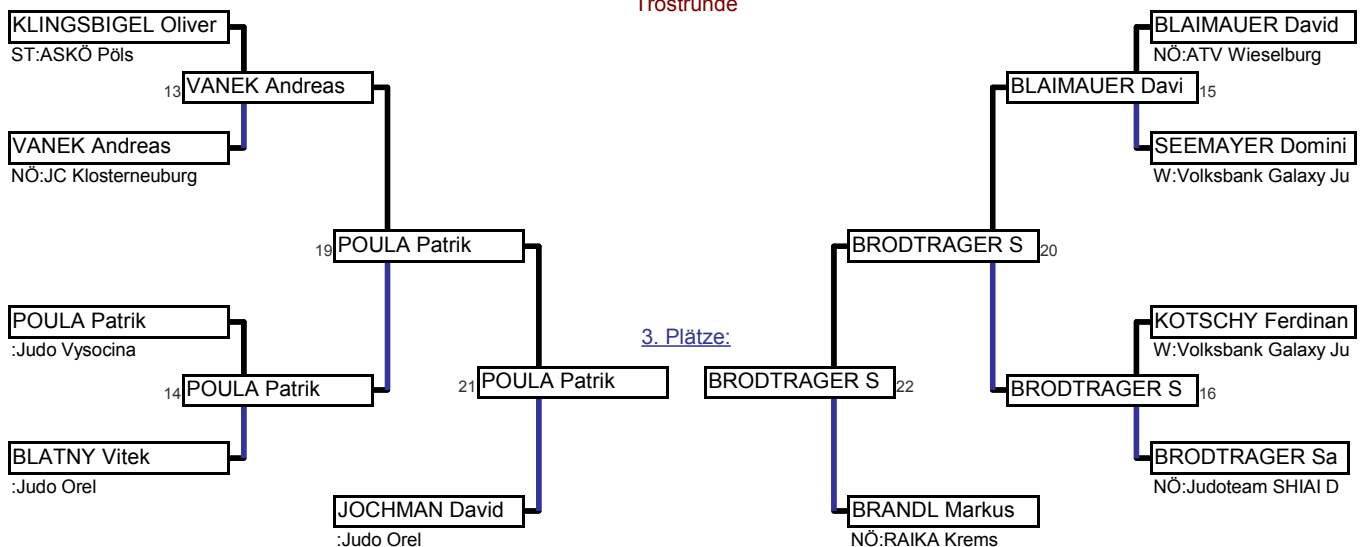 Trostrunde
KLINGSBIGEL Oliver
ST:ASKÖ Pöls
13 VANEK Andreas
VANEK Andreas
NÖ:JC Klosterneuburg
19 POULA Patrik
POULA Patrik
:Judo Vysocina
14 POULA Patrik
BLATNY Vitek
:Judo Orel
21 POULA Patrik
JOCHMAN David
:Judo Orel
3. Plätze:
BLAIMAUER David
NÖ:ATV Wieselburg
BLAIMAUER Davi 15
SEEMAYER Domini
W:Volksbank Galaxy Ju
BRODTRAGER S 20
KOTSCHY Ferdinan
W:Volksbank Galaxy Ju
BRODTRAGER S 16
BRODTRAGER Sa
NÖ:Judoteam SHIAI D
BRODTRAGER S 22
BRANDL Markus
NÖ:RAIKA Krems